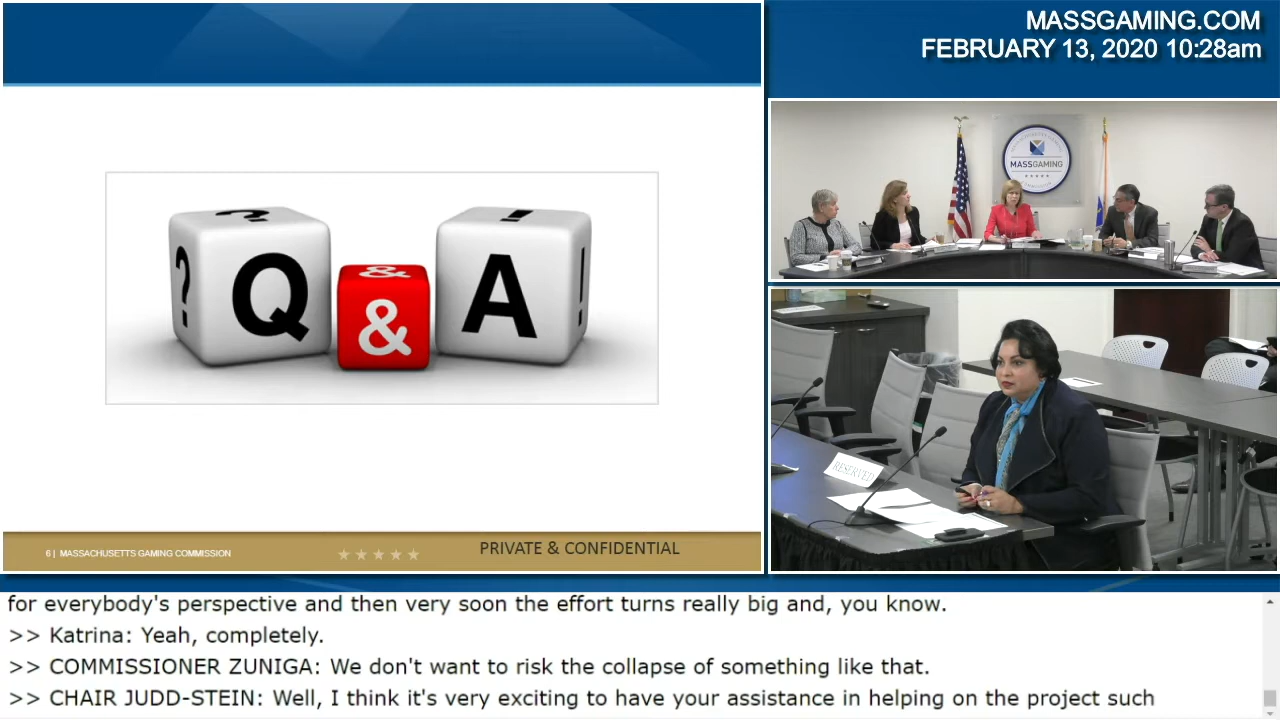 MASSGAMING.COM
FEBRUARY 13, 2020 10:28am
? Q & A !
?
&
!
MASSGAMING
RESERVED
6 | MASSACHUSETTS GAMING COMMISSION
PRIVATE & CONFIDENTIAL
for everybody's perspective and then very soon the effort turns really big and, you know.
>> Katrina: Yeah, completely.
>> COMMISSIONER ZUNIGA: We don't want to risk the collapse of something like that.
>> CHAIR JUDD-STEIN: Well, I think it's very exciting to have your assistance in helping on the project such